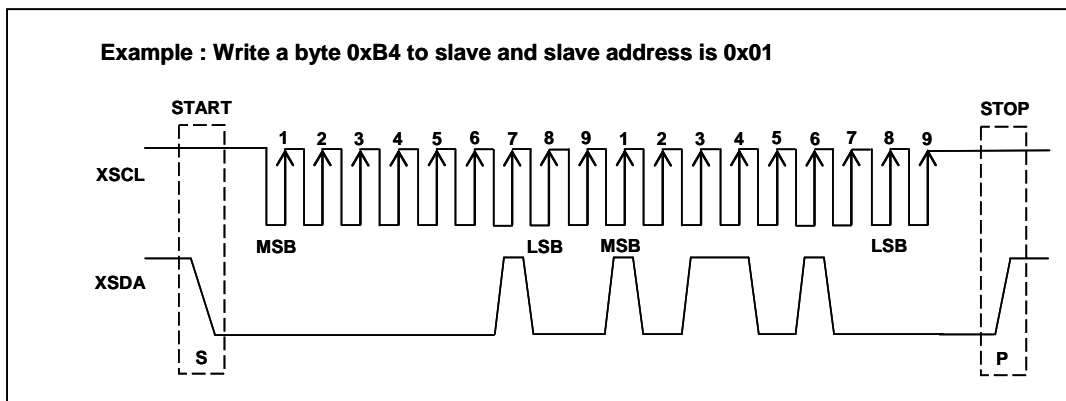 Example : Write a byte 0xB4 to slave and slave address is 0x01
START STOP
1 2 3 4 5 6 7 8 9 1 2 3 4 5 6 7 8 9
XSCL
MSB LSB MSB LSB
XSDA
S P